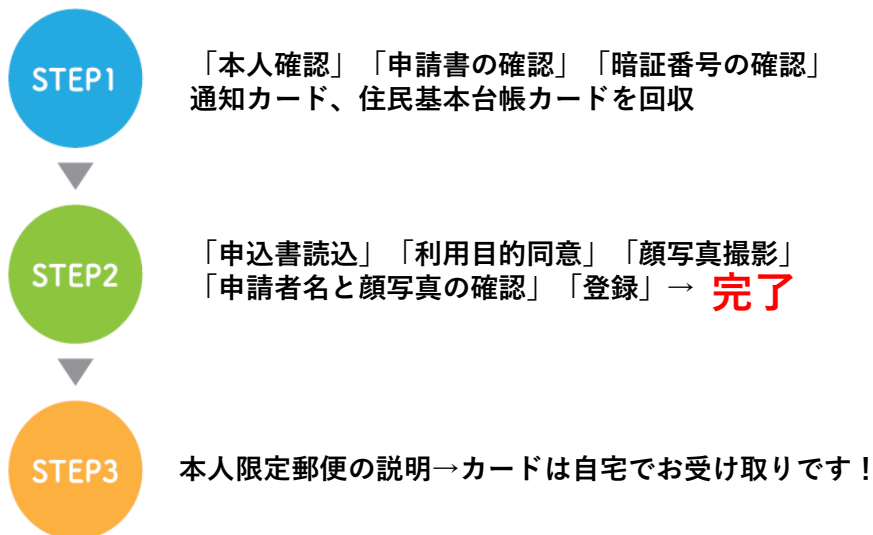 STEP1
「本人確認」「申請書の確認」「暗証番号の確認」
通知カード、住民基本台帳カードを回収
STEP2
「申込書読込」「利用目的同意」「顔写真撮影」
「申請者名と顔写真の確認」「登録」→ 完了
STEP3
本人限定郵便の説明→カードは自宅でお受け取りです！